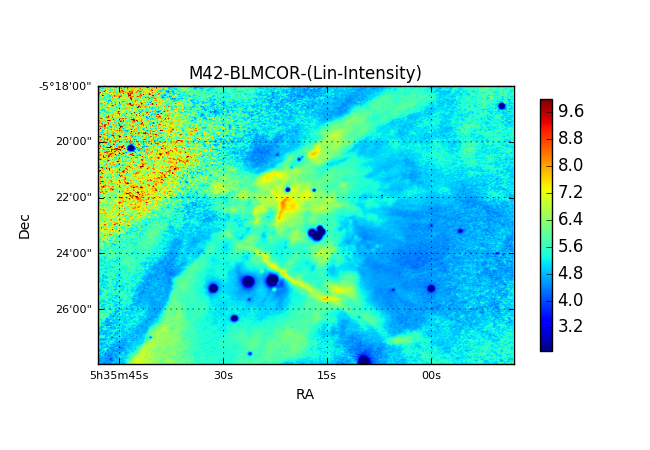 M42-BLMCOR-(Lin-Intensity)
-5°18'00"
20'00"
22'00"
24'00"
26'00"
Dec
5h35m45s
30s
15s
00s
RA
9.6
8.8
8.0
7.2
6.4
5.6
4.8
4.0
3.2